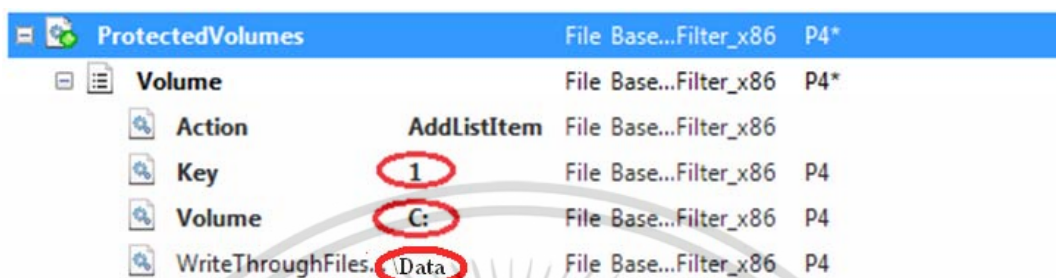 ProtectedVolumes File Base...Filter_x86 P4*
Volume File Base...Filter_x86 P4*
Action AddListItem File Base...Filter_x86
Key 1 File Base...Filter_x86 P4
Volume C: File Base...Filter_x86 P4
WriteThroughFiles... \Data File Base...Filter_x86 P4